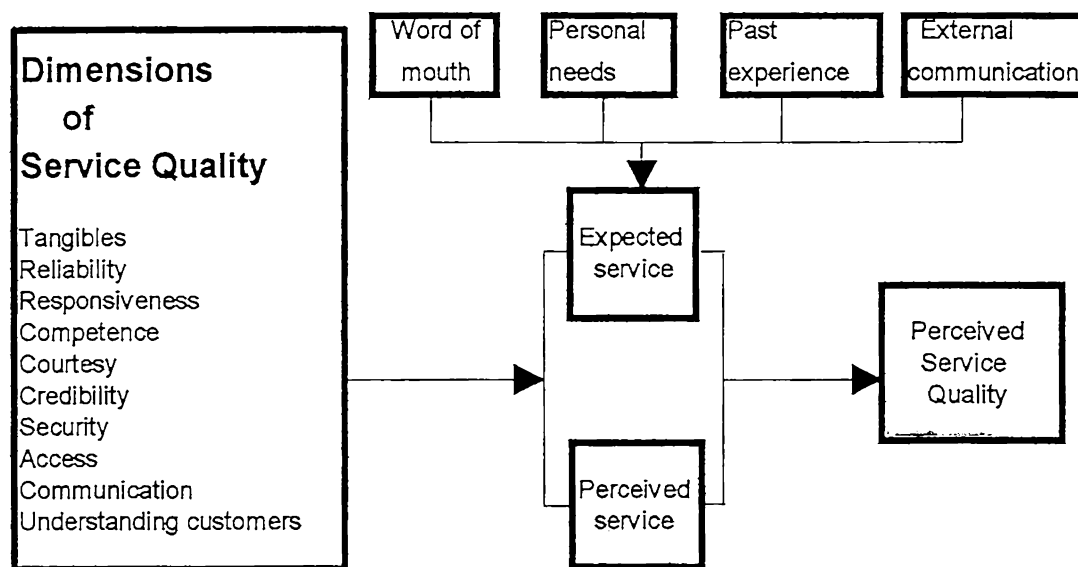 Dimensions
of
Service Quality
Tangibles
Reliability
Responsiveness
Competence
Courtesy
Credibility
Security
Access
Communication
Understanding customers
Word of
mouth
Personal
needs
Past
experience
External
communication
Expected
service
Perceived
service
Perceived
Service
Quality